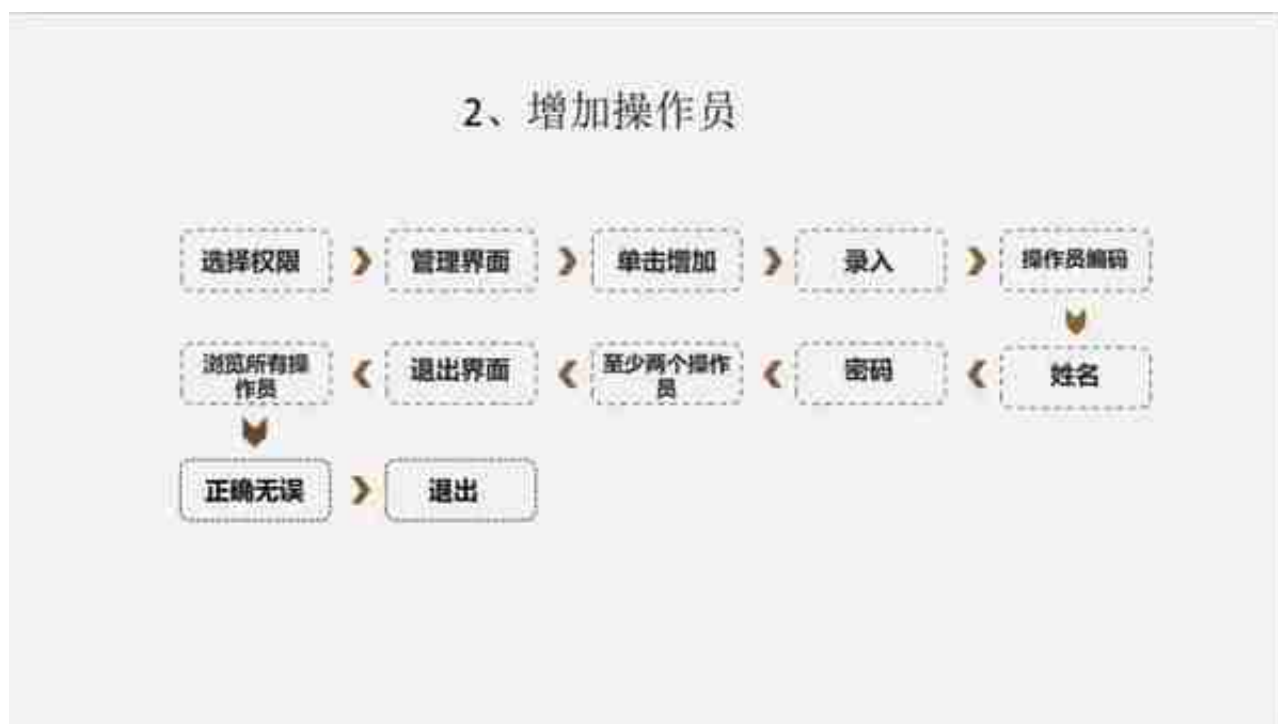 2、增加操作员
选择权限
管理界面
单击增加
录入
操作员编码
姓名
密码
至少两个操作
员
退出界面
浏览所有操
作员
正确无误
退出